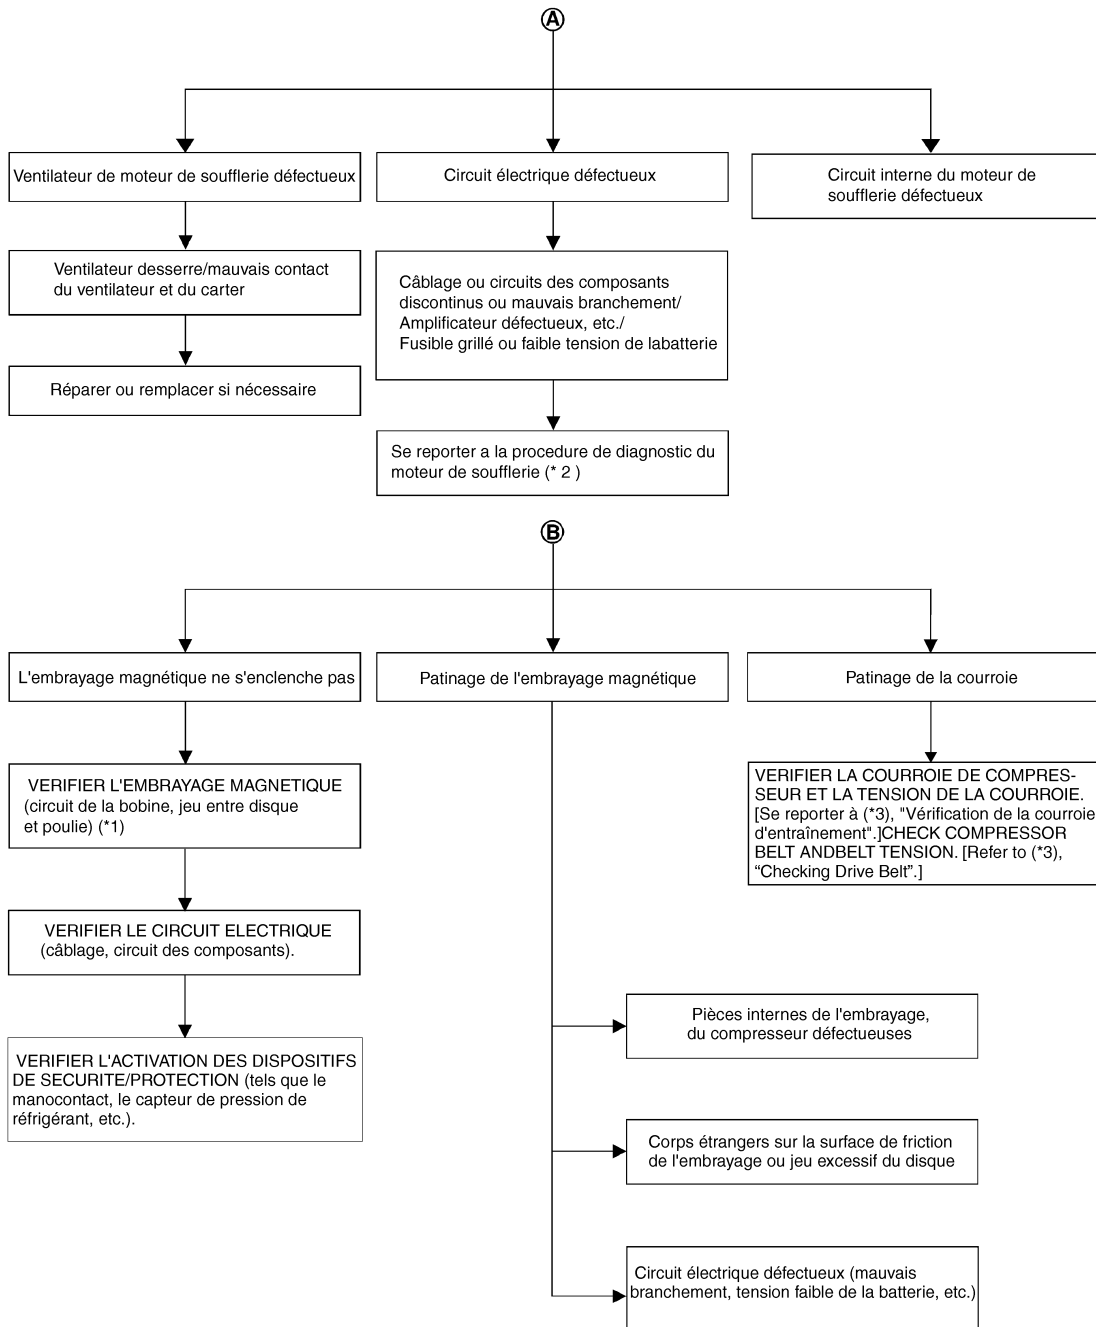 A
Ventilateur de moteur de soufflerie défectueux
Circuit électrique défectueux
Circuit interne du moteur de
soufflerie défectueux
Ventilateur desserre/mauvais contact
du ventilateur et du carter
Câblage ou circuits des composants
discontinus ou mauvais branchement/
Amplificateur défectueux, etc./
Fusible grillé ou faible tension de labatterie
Réparer ou remplacer si nécessaire
Se reporter a la procedure de diagnostic du
moteur de soufflerie (* 2 )
B
L'embrayage magnétique ne s'enclenche pas
Patinage de l'embrayage magnétique
Patinage de la courroie
VERIFIER L'EMBRAYAGE MAGNETIQUE
(circuit de la bobine, jeu entre disque
et poulie) (*1)
VERIFIER LA COURROIE DE COMPRES-
SEUR ET LA TENSION DE LA COURROIE.
[Se reporter à (*3), "Vérification de la courroie
d'entraînement".]CHECK COMPRESSOR
BELT ANDBELT TENSION. [Refer to (*3),
“Checking Drive Belt”.]
VERIFIER LE CIRCUIT ELECTRIQUE
(câblage, circuit des composants).
VERIFIER L'ACTIVATION DES DISPOSITIFS
DE SECURITE/PROTECTION (tels que le
manocontact, le capteur de pression de
réfrigérant, etc.).
Pièces internes de l'embrayage,
du compresseur défectueuses
Corps étrangers sur la surface de friction
de l'embrayage ou jeu excessif du disque
Circuit électrique défectueux (mauvais
branchement, tension faible de la batterie, etc.)